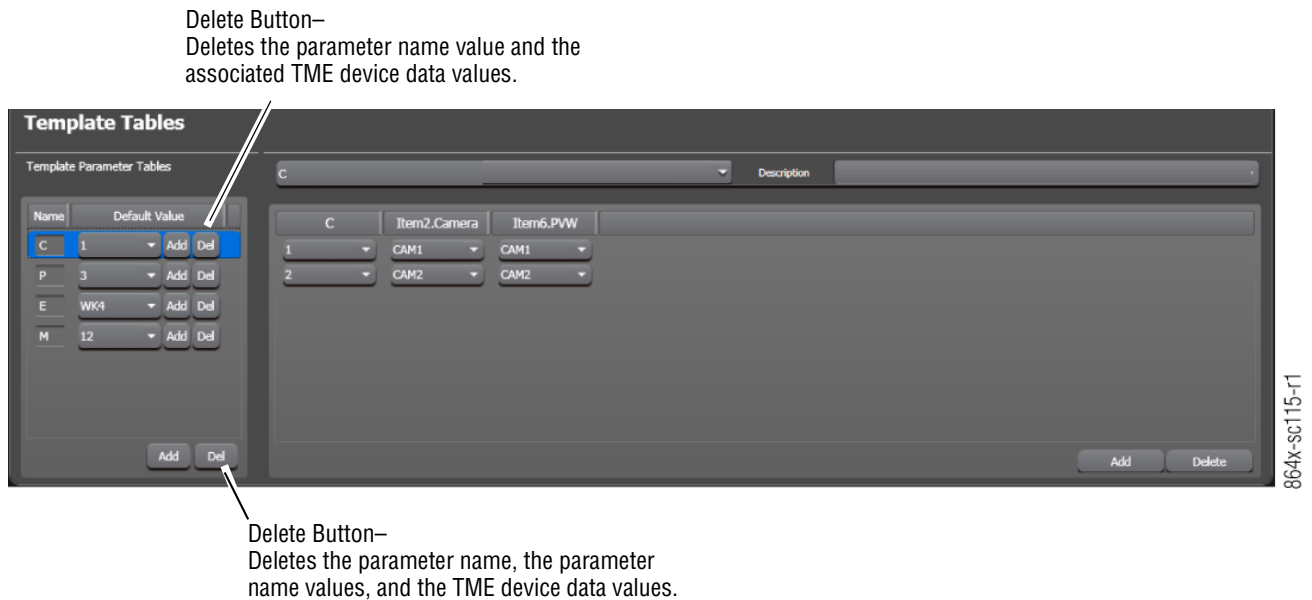 Delete Button–
Deletes the parameter name value and the
associated TME device data values.
Template Tables
Template Parameter Tables
C
Description
Name Default Value
C 1 Add Del
P 3 Add Del
E WK4 Add Del
M 12 Add Del
Add Del
C Item2.Camera Item6.PVW
1 CAM1 CAM1
2 CAM2 CAM2
Add Delete
864x-sc115-r1
Delete Button–
Deletes the parameter name, the parameter
name values, and the TME device data values.